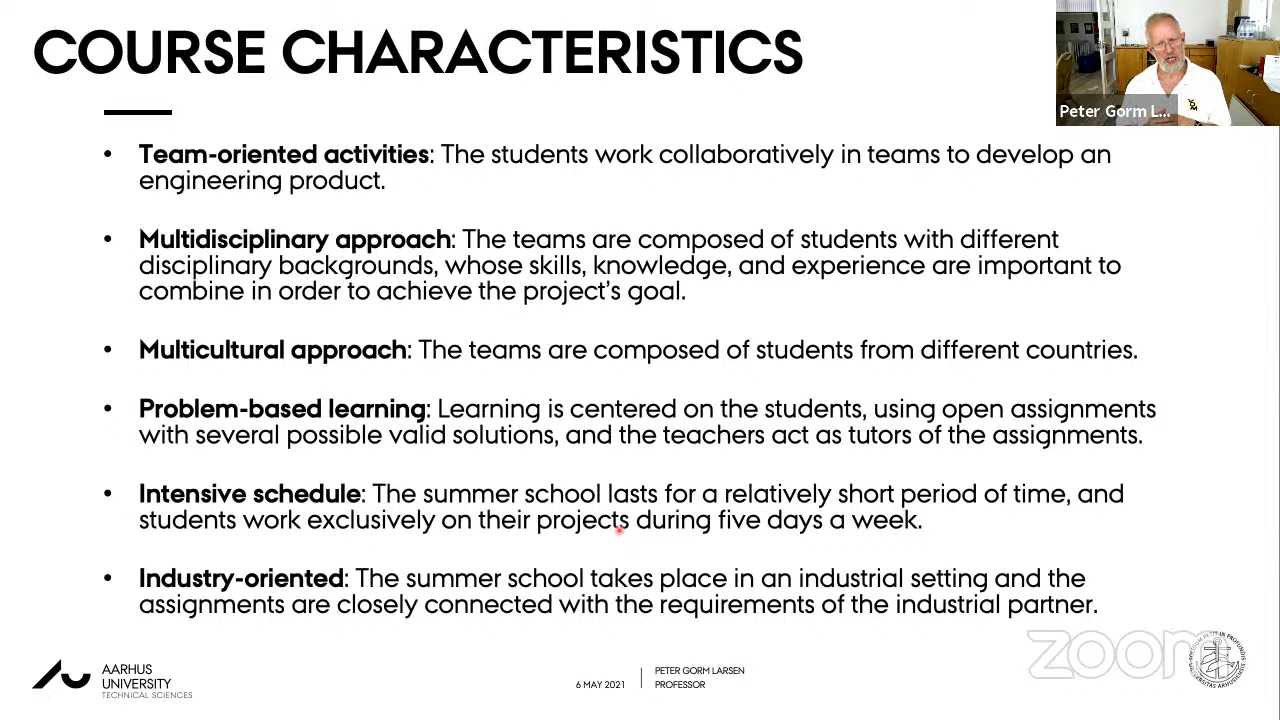 COURSE CHARACTERISTICS
Peter Gorm L...
• Team-oriented activities: The students work collaboratively in teams to develop an
engineering product.
• Multidisciplinary approach: The teams are composed of students with different
disciplinary backgrounds, whose skills, knowledge, and experience are important to
combine in order to achieve the project's goal.
• Multicultural approach: The teams are composed of students from different countries.
• Problem-based learning: Learning is centered on the students, using open assignments
with several possible valid solutions, and the teachers act as tutors of the assignments.
• Intensive schedule: The summer school lasts for a relatively short period of time, and
students work exclusively on their projects during five days a week.
• Industry-oriented: The summer school takes place in an industrial setting and the
assignments are closely connected with the requirements of the industrial partner.
AARHUS
UNIVERSITY
TECHNICAL SCIENCES
6 MAY 2021
PETER GORM LARSEN
PROFESSOR
zoom